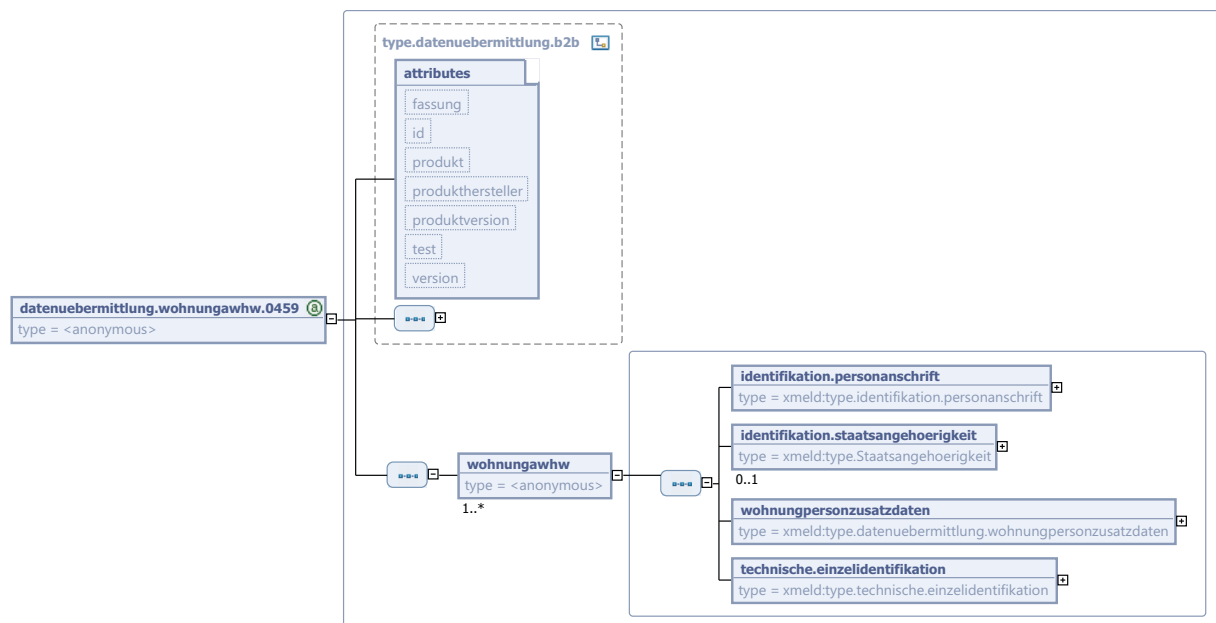 type.datenuebermittlung.b2b
attributes
fassung
id
produkt
produkthersteller
produktversion
test
version
datenuebermittlung.wohnungawhw.0459 @
type = <anonymous>
wohnungawhw
type = <anonymous>
1..*
identifikation.personanschrift
type = xmeld:type.identifikation.personanschrift
identifikation.staatsangehoerigkeit
type = xmeld:type.Staatsangehoerigkeit
0..1
wohnungpersonzusatzdaten
type = xmeld:type.datenuebermittlung.wohnungpersonzusatzdaten
technische.einzelidentifikation
type = xmeld:type.technische.einzelidentifikation